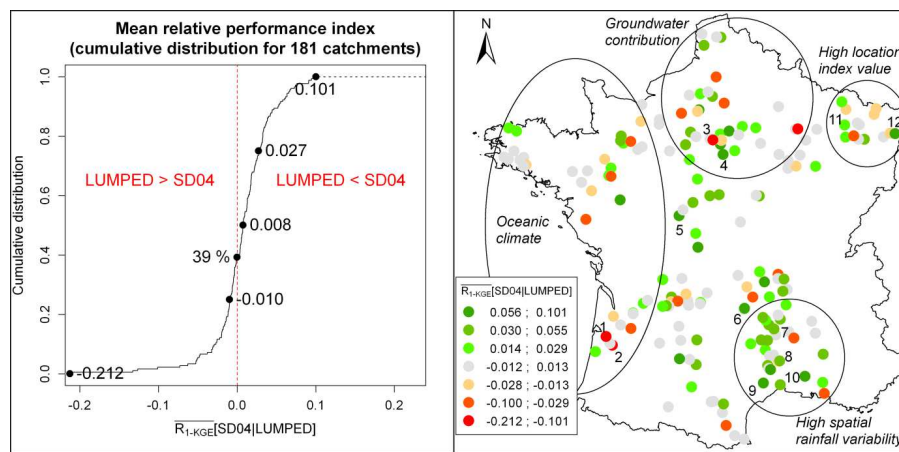 Mean relative performance index
(cumulative distribution for 181 catchments)
Cumulative distribution
1.0
0.8
0.6
0.4
0.2
0.0
0.101
0.027
LUMPED > SD04
LUMPED < SD04
0.008
39 %
-0.010
-0.212
-0.2
-0.1
0.0
0.1
0.2
R1-KGE[SD04|LUMPED]
N
Groundwater
contribution
High location
index value
11
12
3
4
5
Oceanic
climate
1
2
6
7
8
9
10
High spatial
rainfall variability
R1-KGE[SD04|LUMPED]
0.056 ; 0.101
0.030 ; 0.055
0.014 ; 0.029
-0.012 ; 0.013
-0.028 ; -0.013
-0.100 ; -0.029
-0.212 ; -0.101